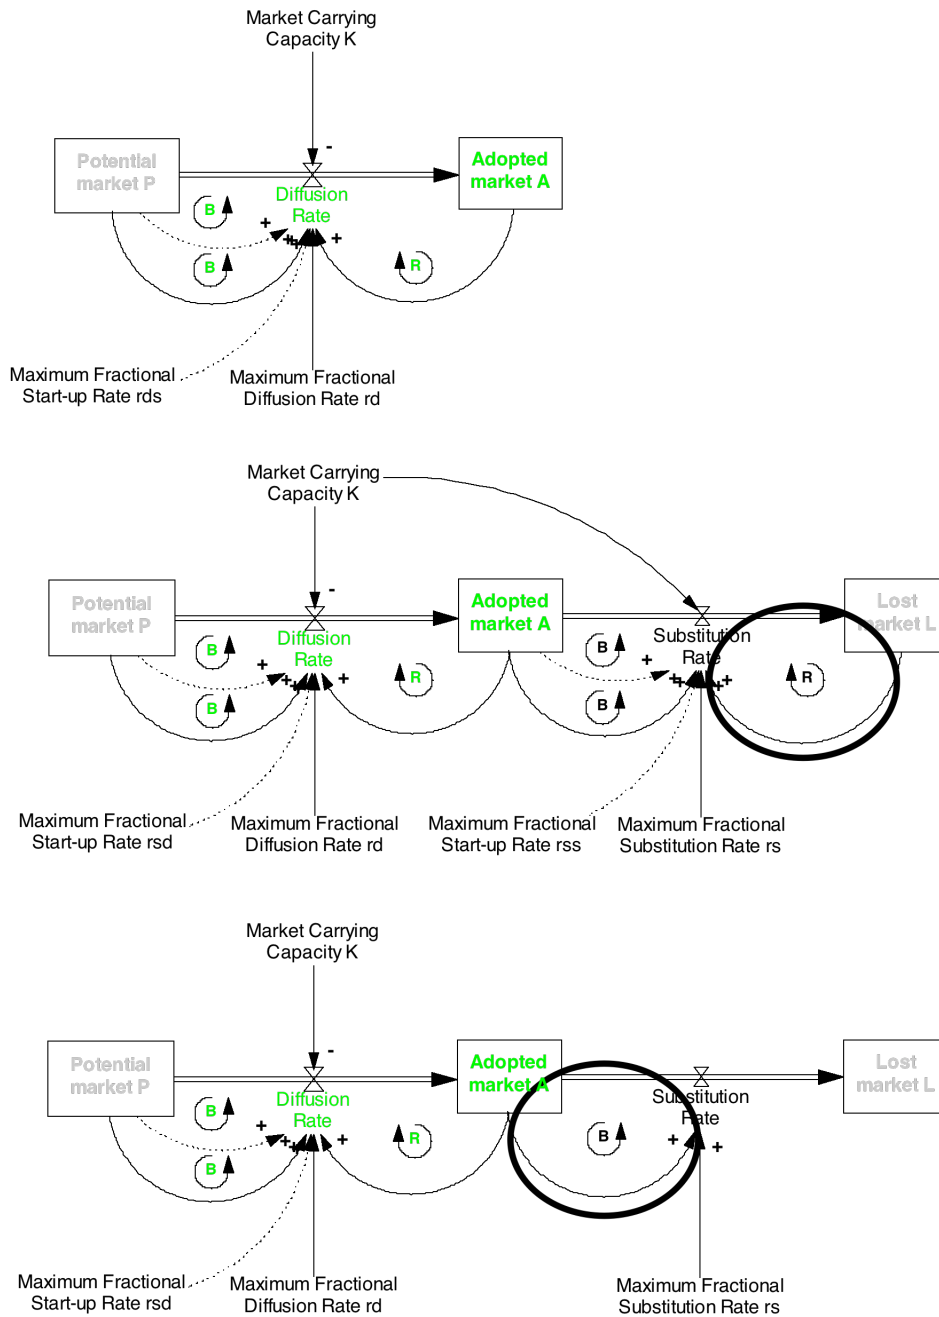 Market Carrying
Capacity K
-
Potential
market P
Adopted
market A
Diffusion
Rate
B
+
+
+
+
+
B
R
Maximum Fractional
Start-up Rate rds
Maximum Fractional
Diffusion Rate rd
Market Carrying
Capacity K
-
Potential
market P
Adopted
market A
Lost
market L
Diffusion
Rate
Substitution
Rate
B
B
+
+
+
+
+
+
+
+
+
R
R
B
B
Maximum Fractional
Start-up Rate rsd
Maximum Fractional
Diffusion Rate rd
Maximum Fractional
Start-up Rate rss
Maximum Fractional
Substitution Rate rs
Market Carrying
Capacity K
-
Potential
market P
Adopted
market A
Lost
market L
Diffusion
Rate
Substitution
Rate
B
+
+
+
+
R
B
+
+
B
Maximum Fractional
Start-up Rate rsd
Maximum Fractional
Diffusion Rate rd
Maximum Fractional
Substitution Rate rs